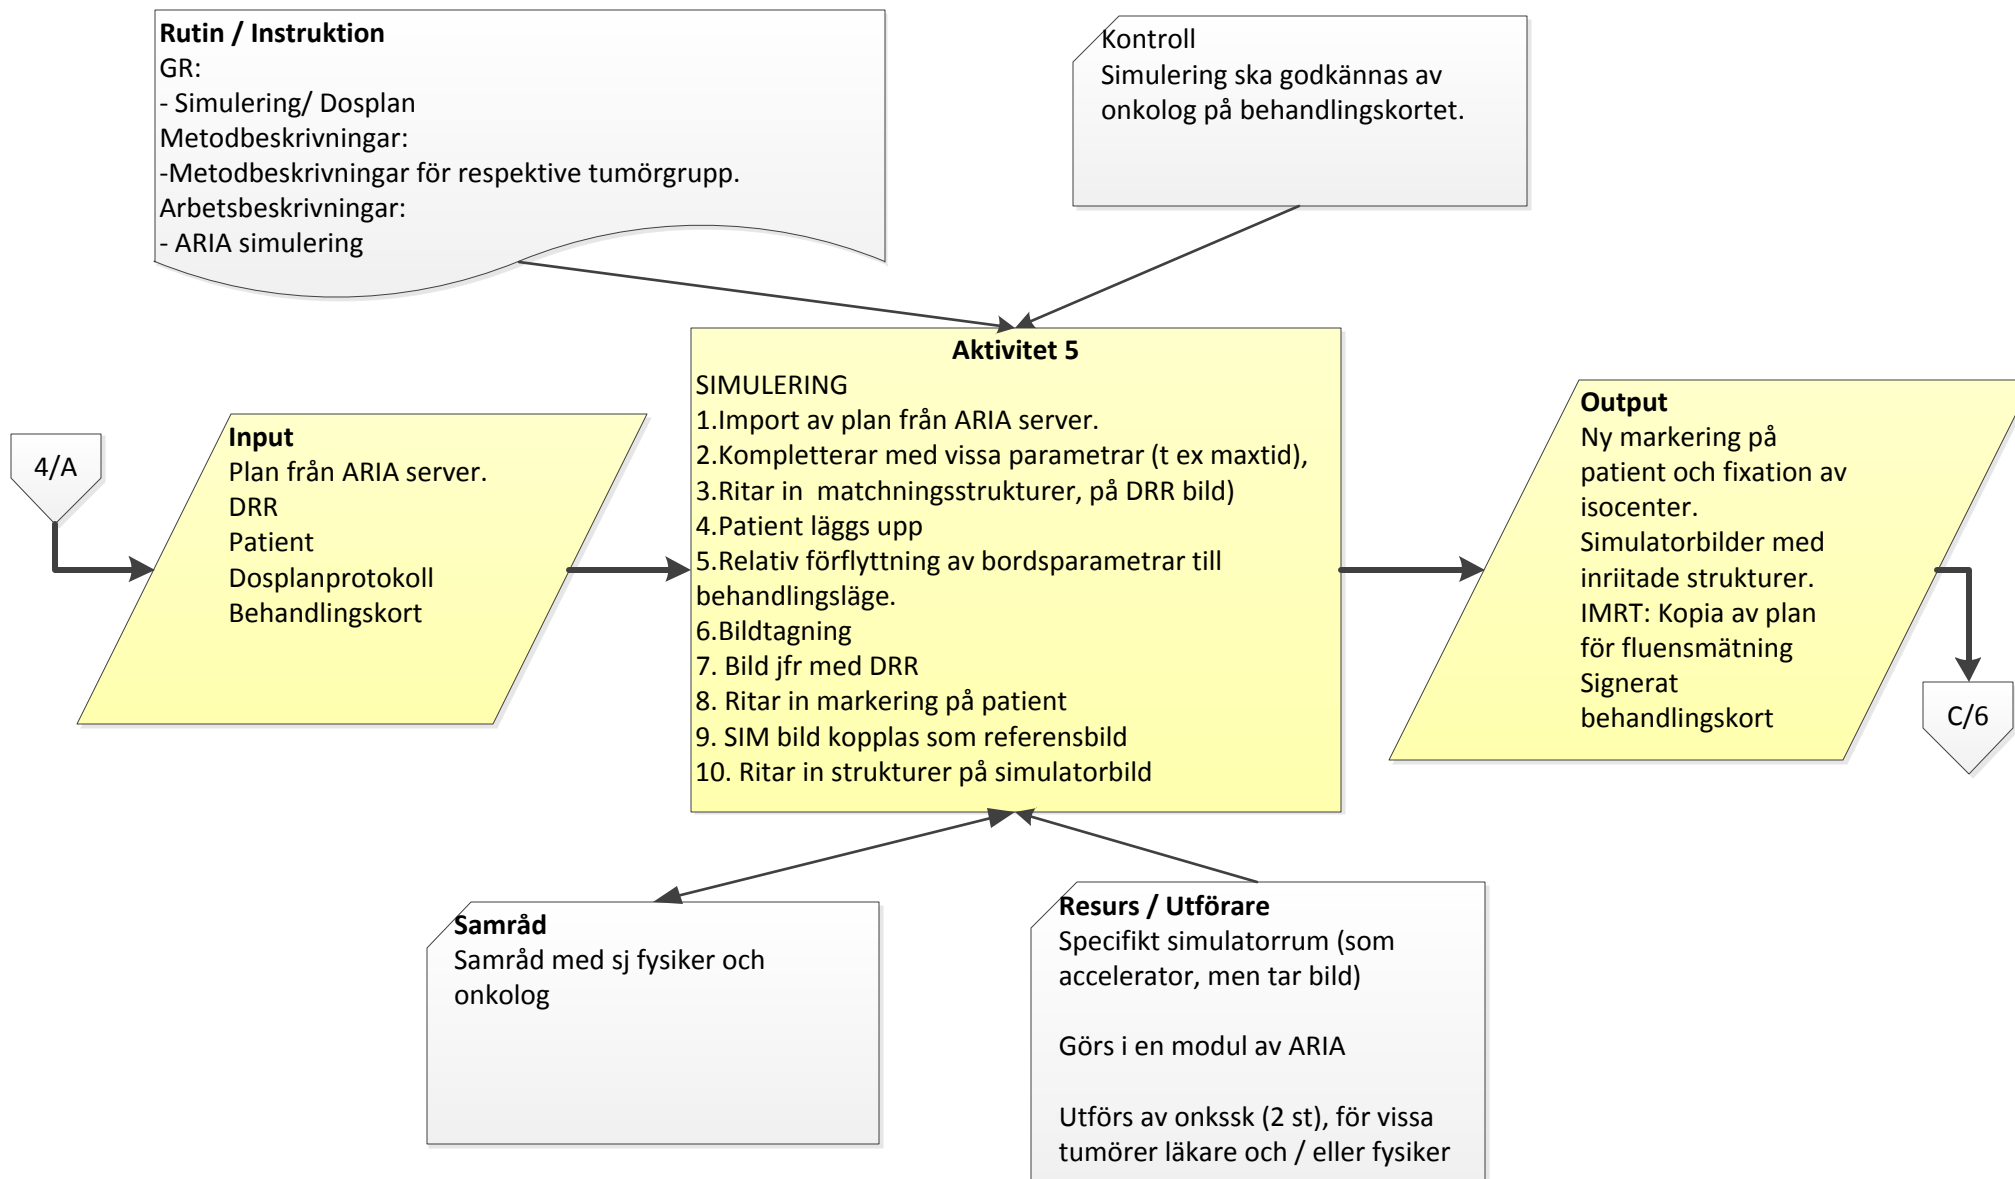 Rutin / Instruktion
GR:
- Simulering/ Dosplan
Metodbeskrivningar:
-Metodbeskrivningar för respektive tumörgrupp.
Arbetsbeskrivningar:
- ARIA simulering
Kontroll
Simulering ska godkännas av
onkolog på behandlingskortet.
4/A
Input
Plan från ARIA server.
DRR
Patient
Dosplanprotokoll
Behandlingskort
Aktivitet 5
SIMULERING
1.Import av plan från ARIA server.
2.Kompletterar med vissa parametrar (t ex maxtid),
3.Ritar in  matchningsstrukturer, på DRR bild)
4.Patient läggs upp
5.Relativ förflyttning av bordsparametrar till
behandlingsläge.
6.Bildtagning
7. Bild jfr med DRR
8. Ritar in markering på patient
9. SIM bild kopplas som referensbild
10. Ritar in strukturer på simulatorbild
Output
Ny markering på
patient och fixation av
isocenter.
Simulatorbilder med
inriitade strukturer.
IMRT: Kopia av plan
för fluensmätning
Signerat
behandlingskort
C/6
Samråd
Samråd med sj fysiker och
onkolog
Resurs / Utförare
Specifikt simulatorrum (som
accelerator, men tar bild)
Görs i en modul av ARIA
Utförs av onkssk (2 st), för vissa
tumörer läkare och / eller fysiker